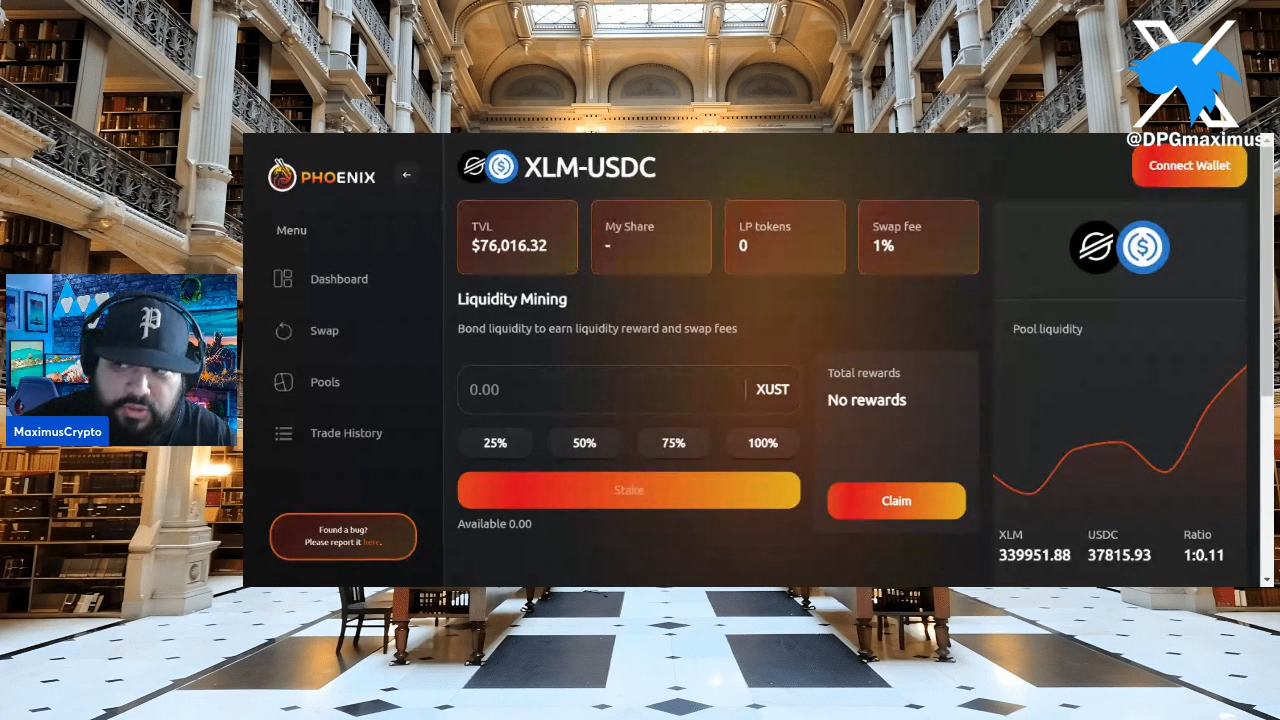 @DPGmaximus
Connect Wallet
PHOENIX
XLM-USDC
Menu
Dashboard
Swap
Pools
Trade History
Found a bug?
Please report it here.
TVL
$76,016.32
My Share
-
LP tokens
0
Swap fee
1%
Liquidity Mining
Bond liquidity to earn liquidity reward and swap fees
0.00
XUST
25%
50%
75%
100%
Stake
Available 0.00
Total rewards
No rewards
Claim
Pool liquidity
XLM
339951.88
USDC
37815.93
Ratio
1:0.11
P
MaximusCrypto